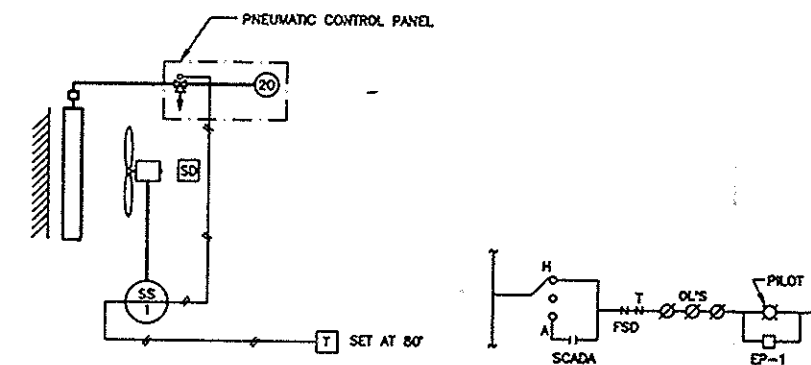 PNEUMATIC CONTROL PANEL
20
SD
SS
1
T SET AT 80°
H
A
SCADA
FSD
T
OL'S
PILOT
EP-1